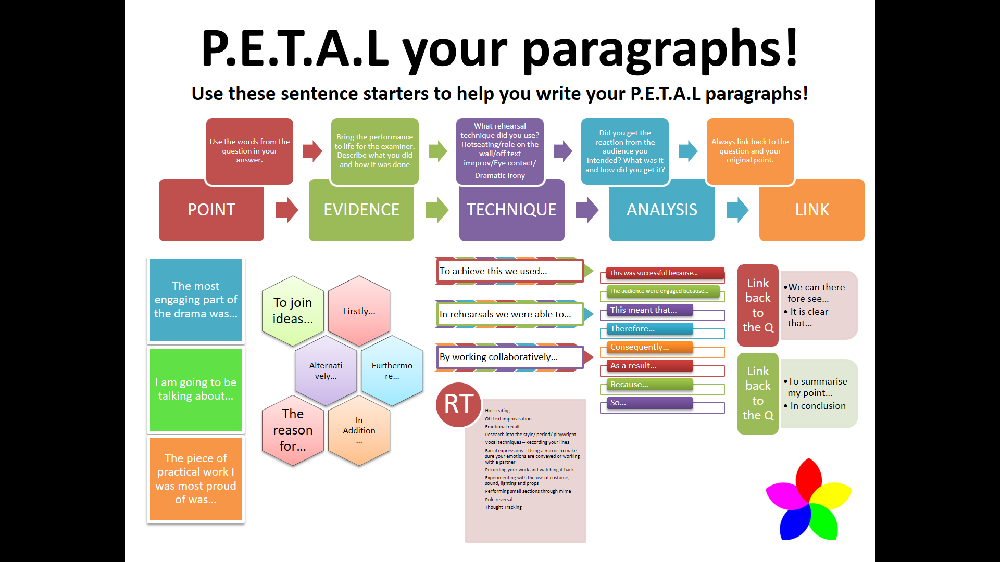 P.E.T.A.L your paragraphs!
Use these sentence starters to help you write your P.E.T.A.L paragraphs!
Use the words from the
question in your
answer.
Bring the performance
to life for the examiner.
Describe what you did
and how it was done
What rehearsal
technique did you use?
Hotseating/role on the
wall/off text
imrprov/Eye contact/
Dramatic irony
Did you get the
reaction from the
audience you
intended? What was it
and how did you get it?
Always link back to the
question and your
original point.
POINT
EVIDENCE
TECHNIQUE
ANALYSIS
LINK
The most
engaging part of
the drama was...
I am going to be
talking about...
The piece of
practical work I
was most proud
of was...
To join
ideas...
Firstly...
Alternati
vely...
Furthermo
re...
The
reason
for...
In
Addition
...
To achieve this we used...
In rehearsals we were able to...
By working collaboratively...
RT
Hot-seating
Off text improvisation
Emotional recall
Research into the style/ period/ playwright
Vocal techniques – Recording your lines
Facial expressions – Using a mirror to make
sure your emotions are conveyed or working
with a partner
Recording your work and watching it back
Experimenting with the use of costume,
sound, lighting and props
Performing small sections through mime
Role reversal
Thought Tracking
This was successful because...
The audience were engaged because...
This meant that...
Therefore...
Consequently...
As a result...
Because...
So...
Link
back
to
the Q
•We can there
fore see...
• It is clear
that...
Link
back
to
the Q
•To summarise
my point...
• In conclusion